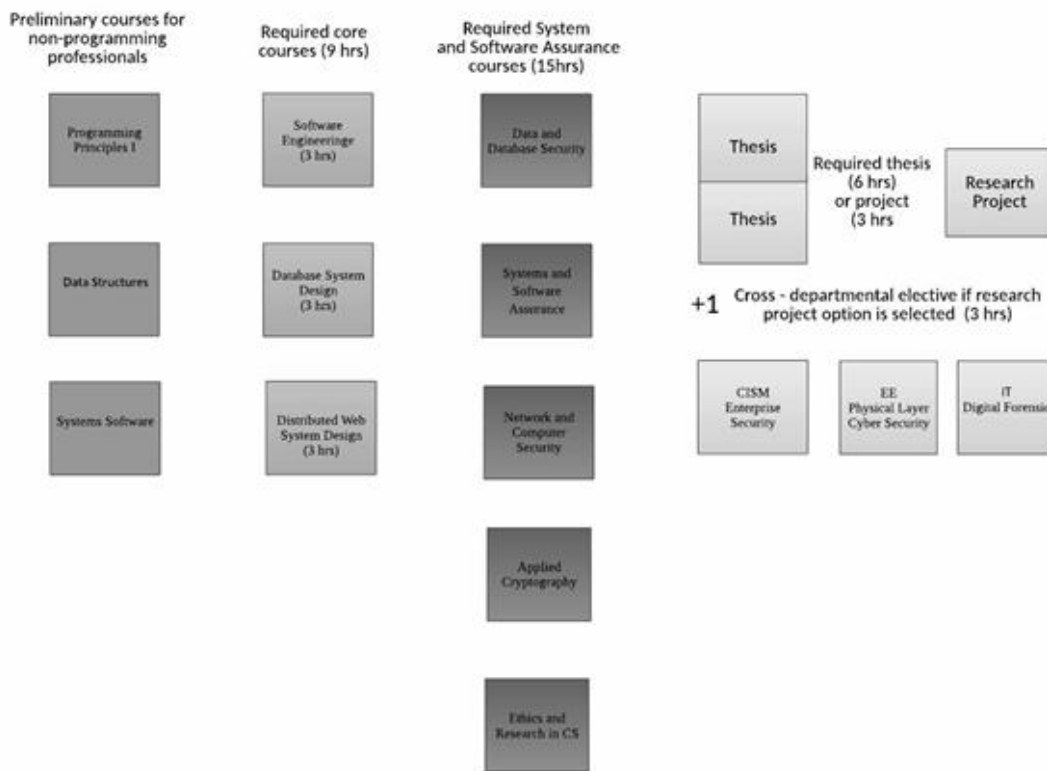 Preliminary courses for
non-programming
professionals
Programming
Principles I
Data Structures
Systems Software
Required core
courses (9 hrs)
Software
Engineeringe
(3 hrs)
Database System
Design
(3 hrs)
Distributed Web
System Design
(3 hrs)
Required System
and Software Assurance
courses (15hrs)
Data and
Database Security
Systems and
Software
Assurance
Network and
Computer
Security
Applied
Cryptography
Ethics and
Research in CS
Thesis
Thesis
Required thesis
(6 hrs)
or project
(3 hrs
Research
Project
+1
Cross - departmental elective if research
project option is selected (3 hrs)
CISM
Enterprise
Security
EE
Physical Layer
Cyber Security
IT
Digital Forensic